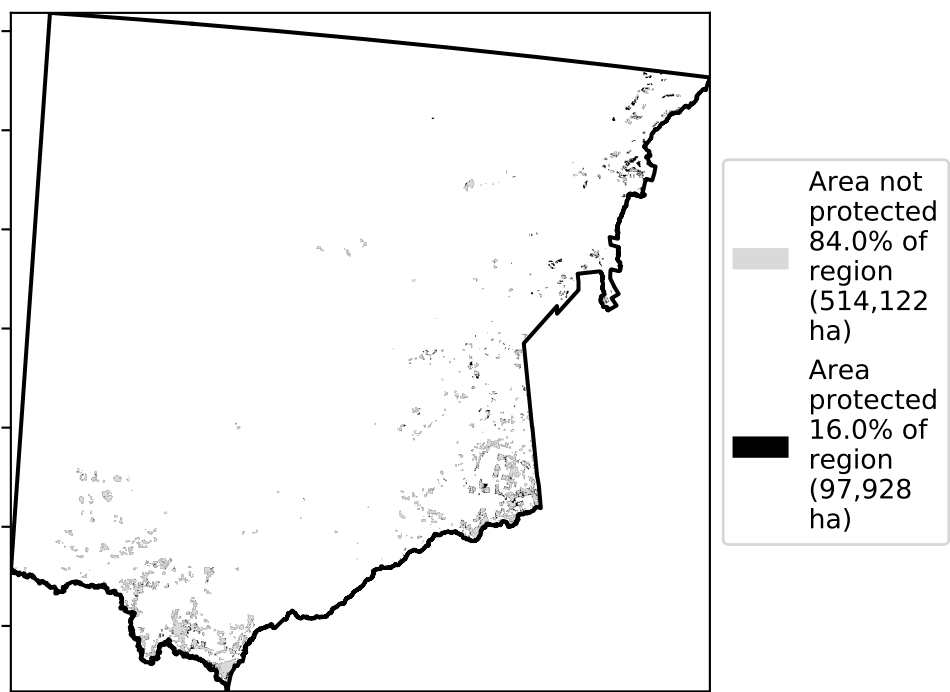 Area not
protected
84.0% of
region
(514,122
ha)
Area
protected
16.0% of
region
(97,928
ha)